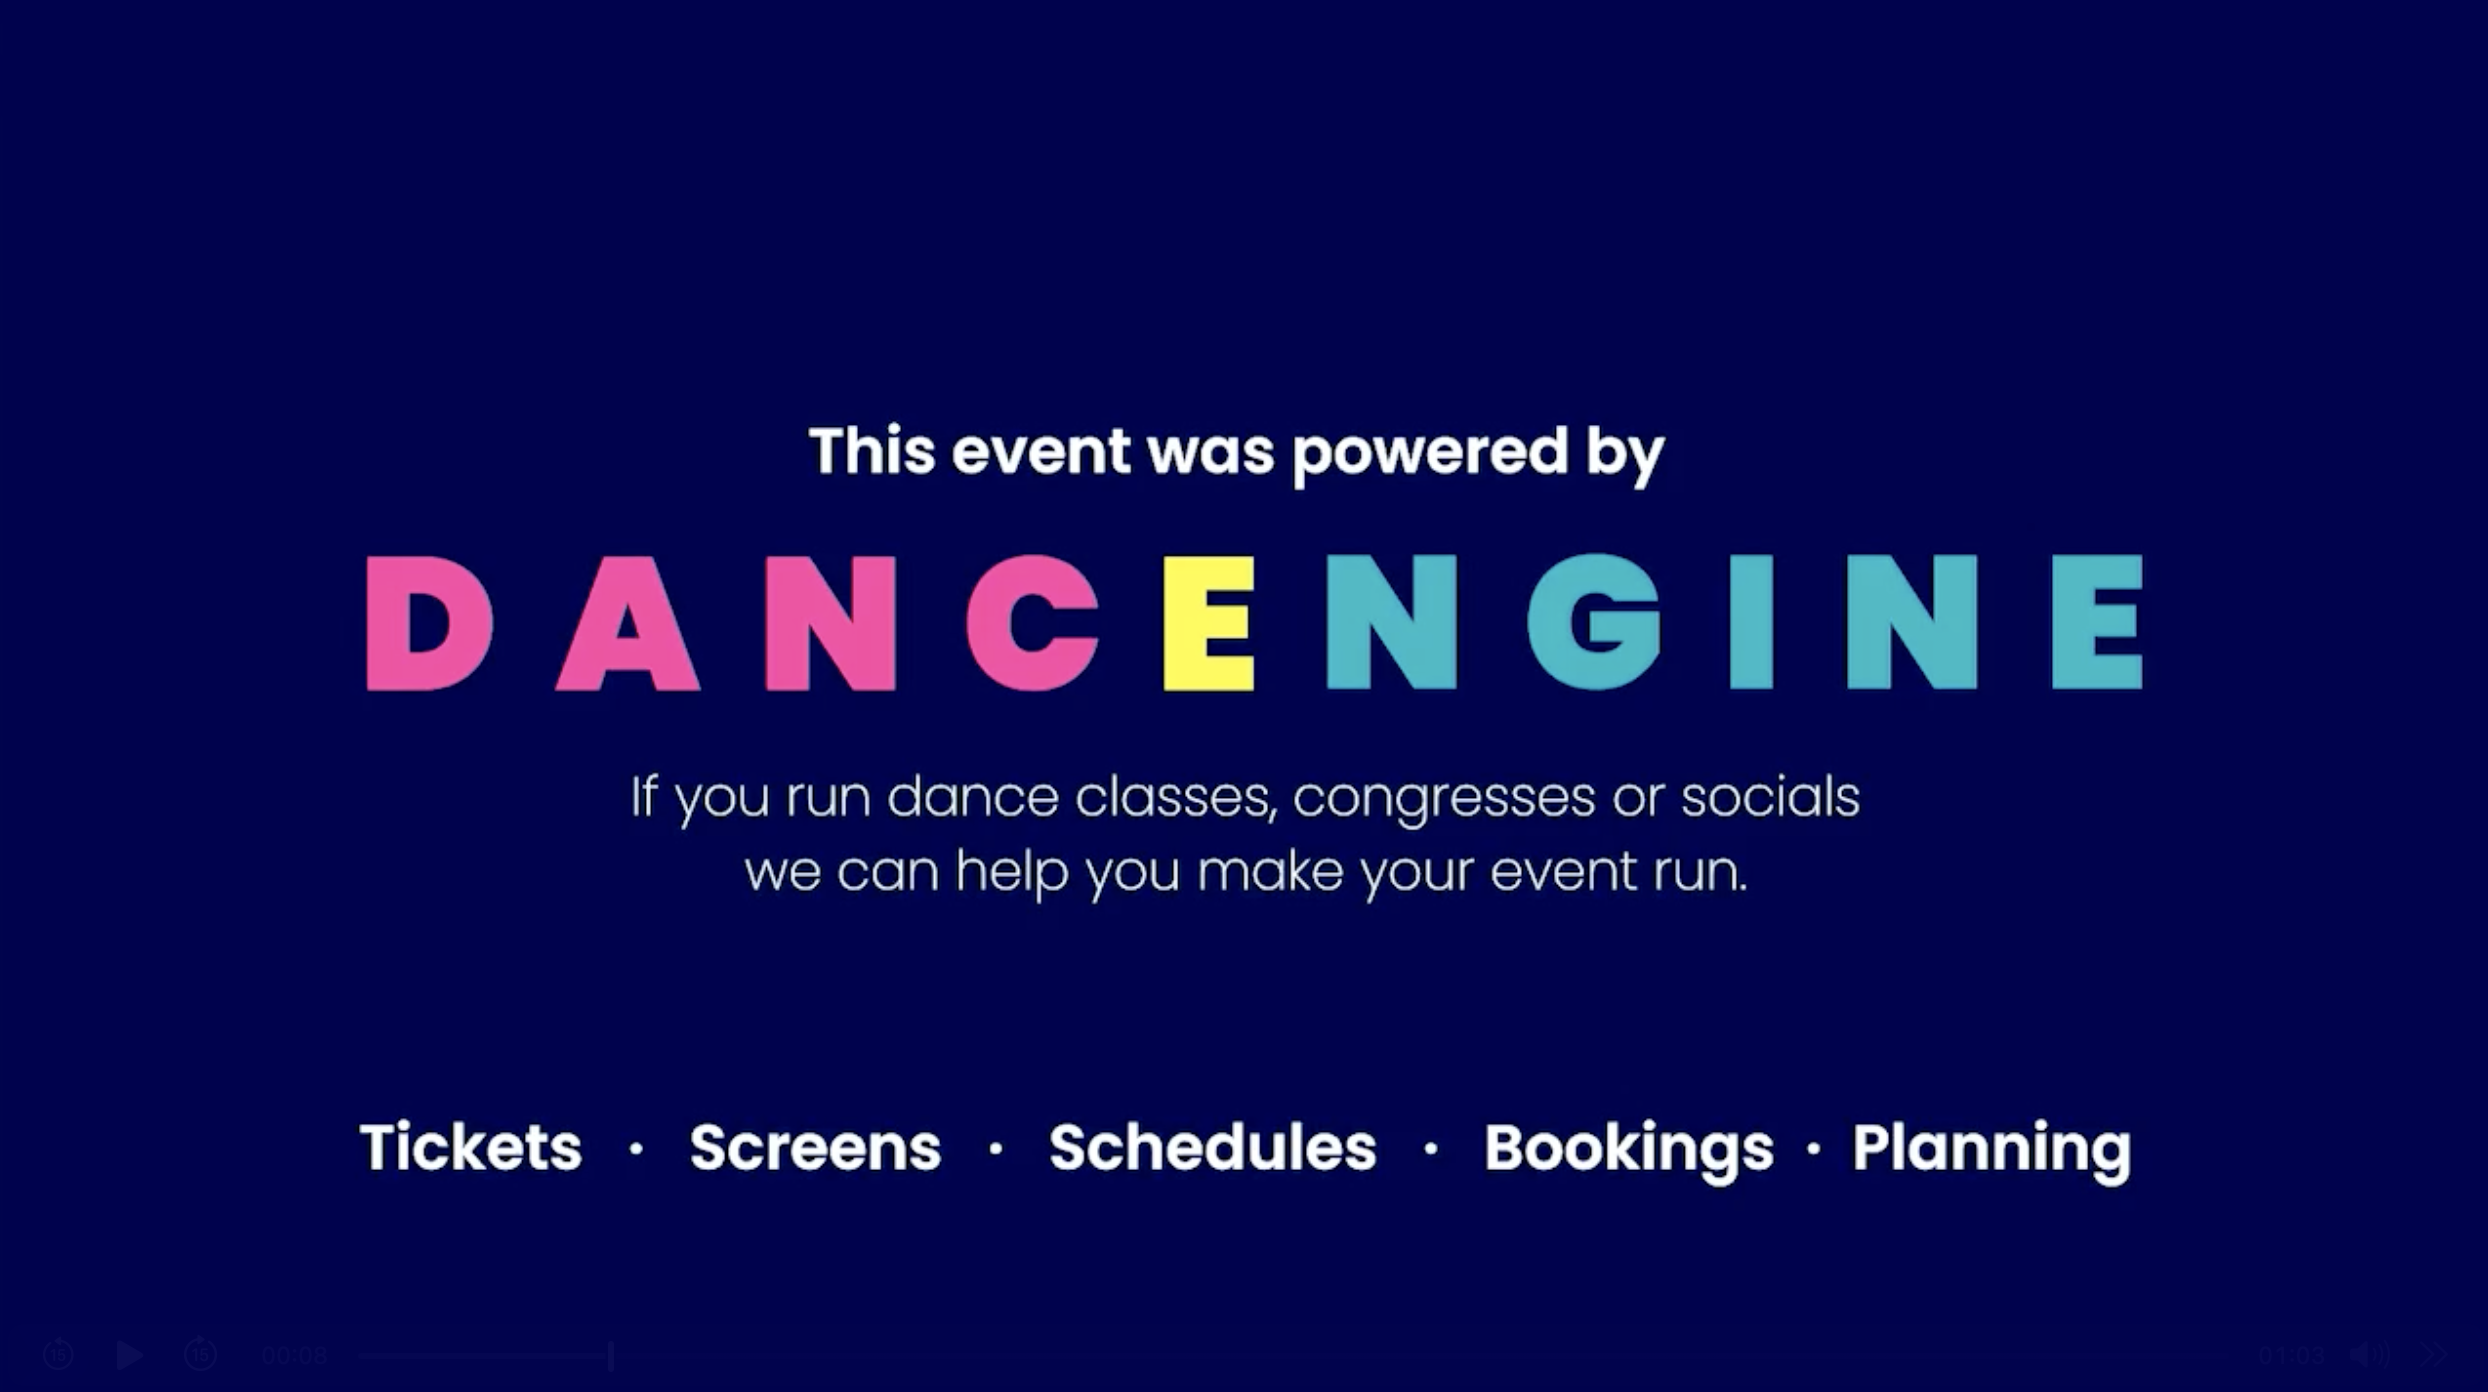 This event was powered by
DANCENGINE
If you run dance classes, congresses or socials
we can help you make your event run.
Tickets · Screens · Schedules · Bookings · Planning
15 15 00:08 01:03